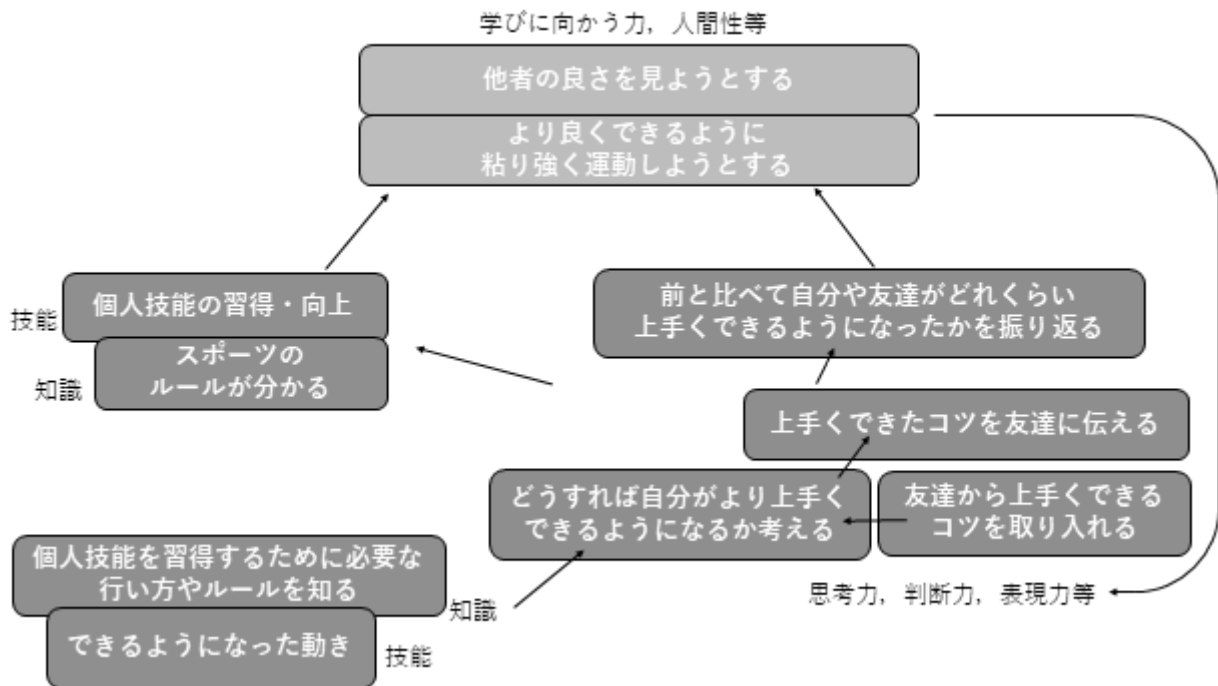 学びに向かう力，人間性等
他者の良さを見ようとする
より良くできるように
粘り強く運動しようとする
技能
個人技能の習得・向上
知識
スポーツの
ルールが分かる
前と比べて自分や友達がどれくらい
上手くできるようになったかを振り返る
上手くできたコツを友達に伝える
どうすれば自分がより上手く
できるようになるか考える
友達から上手くできる
コツを取り入れる
思考力，判断力，表現力等
個人技能を習得するために必要な
行い方やルールを知る
知識
できるようになった動き
技能